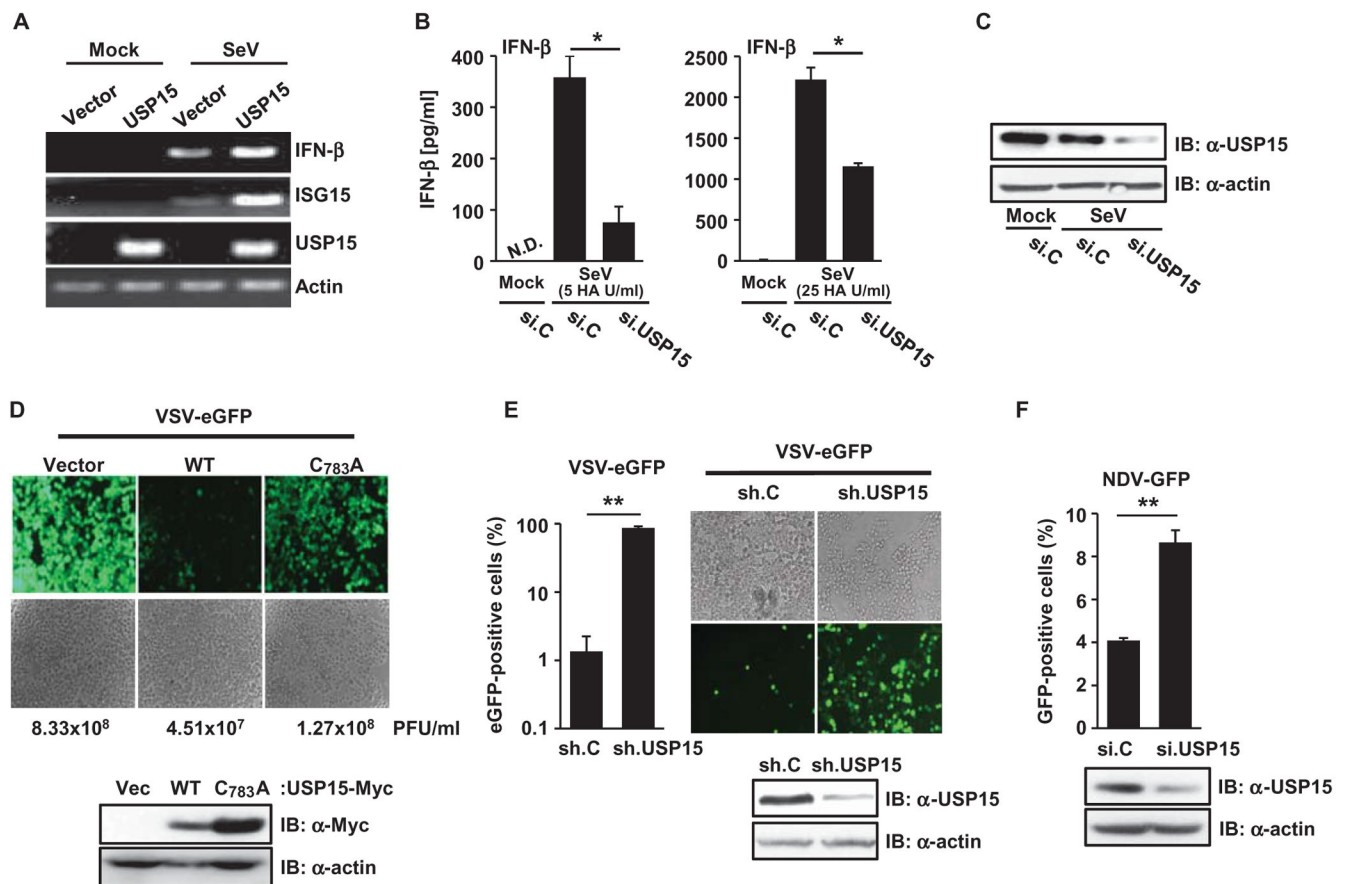 A
Mock SeV
Vector USP15 Vector USP15
IFN-β
ISG15
USP15
Actin
B
IFN-β
*
400
300
200
100
0
IFN-β [pg/ml]
N.D.
Mock
SeV
(5 HA U/ml)
si.C si.C si.USP15
IFN-β
*
2500
2000
1500
1000
500
0
Mock
SeV
(25 HA U/ml)
si.C si.C si.USP15
C
IB: α-USP15
IB: α-actin
Mock SeV
si.C si.C si.USP15
D
VSV-eGFP
Vector WT C783A
8.33x10⁸ 4.51x10⁷ 1.27x10⁸ PFU/ml
Vec WT C783A :USP15-Myc
IB: α-Myc
IB: α-actin
E
VSV-eGFP
**
100
10
1
0.1
eGFP-positive cells (%)
sh.C sh.USP15
VSV-eGFP
sh.C sh.USP15
sh.C sh.USP15
IB: α-USP15
IB: α-actin
F
NDV-GFP
**
10
8
6
4
2
0
GFP-positive cells (%)
si.C si.USP15
IB: α-USP15
IB: α-actin